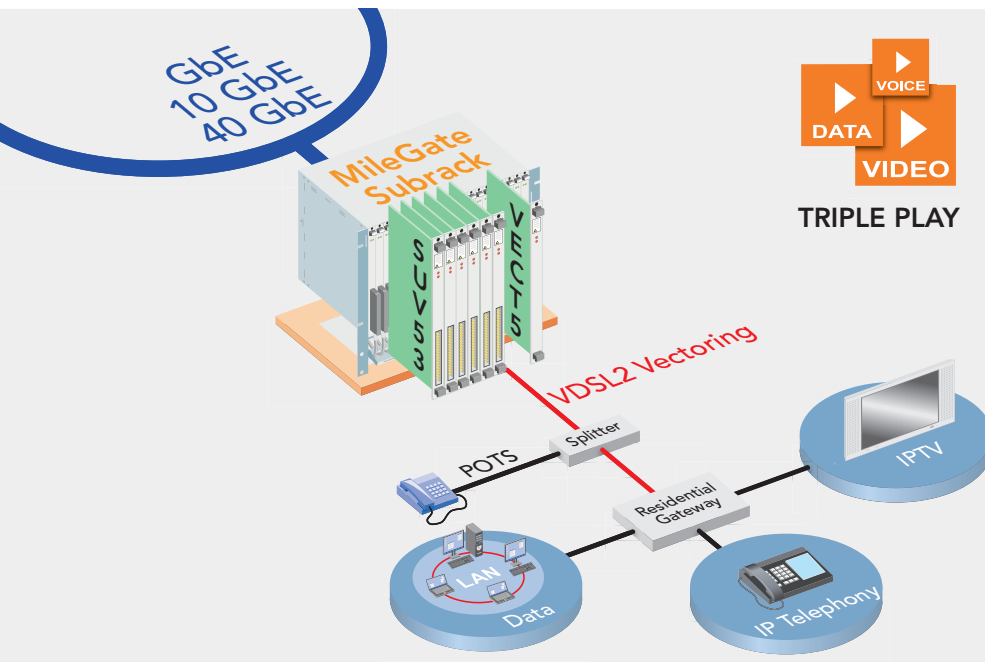 GbE
10 GbE
40 GbE
VOICE
DATA
VIDEO
TRIPLE PLAY
MileGate
Subrack
SUV53
VECT5
VDSL2 Vectoring
Splitter
POTS
Residential
Gateway
IPTV
LAN
Data
IP Telephony